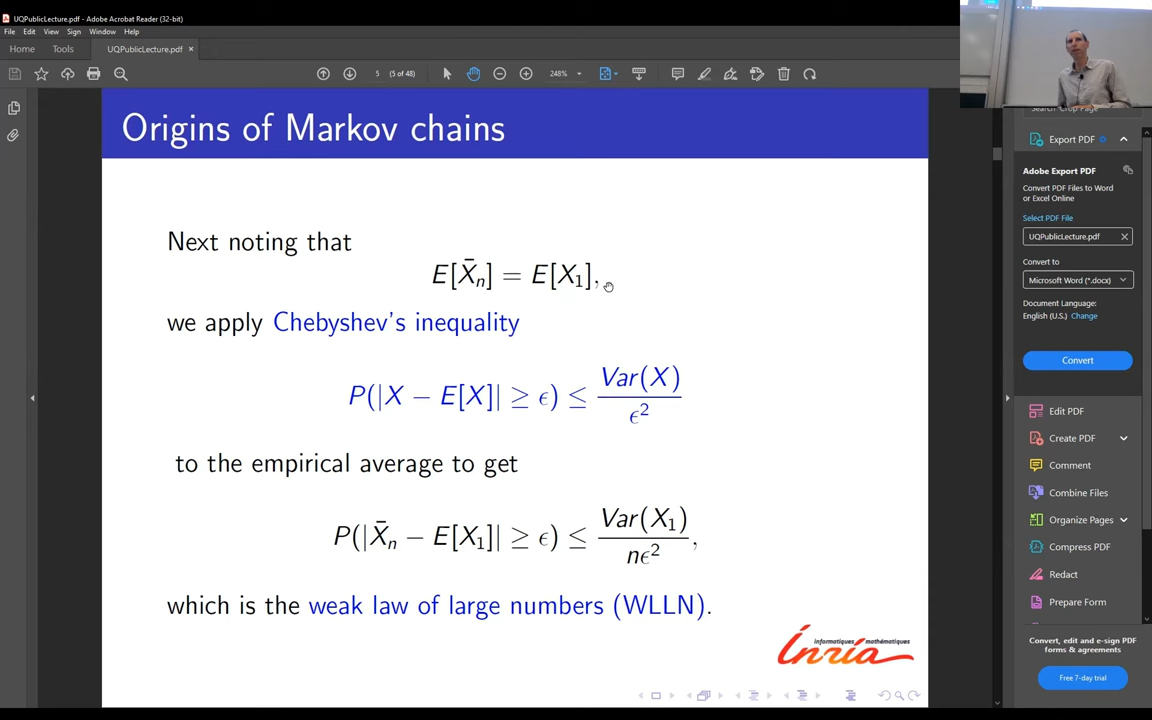 UQPublicLecture.pdf - Adobe Acrobat Reader (32-bit)
File Edit View Sign Window Help
Home Tools UQPublicLecture.pdf ×
5 (5 of 48) 248%
Origins of Markov chains
Next noting that
E[X̄ₙ] = E[X₁],
we apply Chebyshev's inequality
P(|X − E[X]| ≥ ϵ) ≤ Var(X) / ϵ²
to the empirical average to get
P(|X̄ₙ − E[X₁]| ≥ ϵ) ≤ Var(X₁) / nϵ² ,
which is the weak law of large numbers (WLLN).
informatiques mathématiques
Inria
Export PDF
Adobe Export PDF
Convert PDF Files to Word
or Excel Online
Select PDF File
UQPublicLecture.pdf
Convert to
Microsoft Word (*.docx)
Document Language:
English (U.S.) Change
Convert
Edit PDF
Create PDF
Comment
Combine Files
Organize Pages
Compress PDF
Redact
Prepare Form
Convert, edit and e-sign PDF
forms & agreements
Free 7-day trial